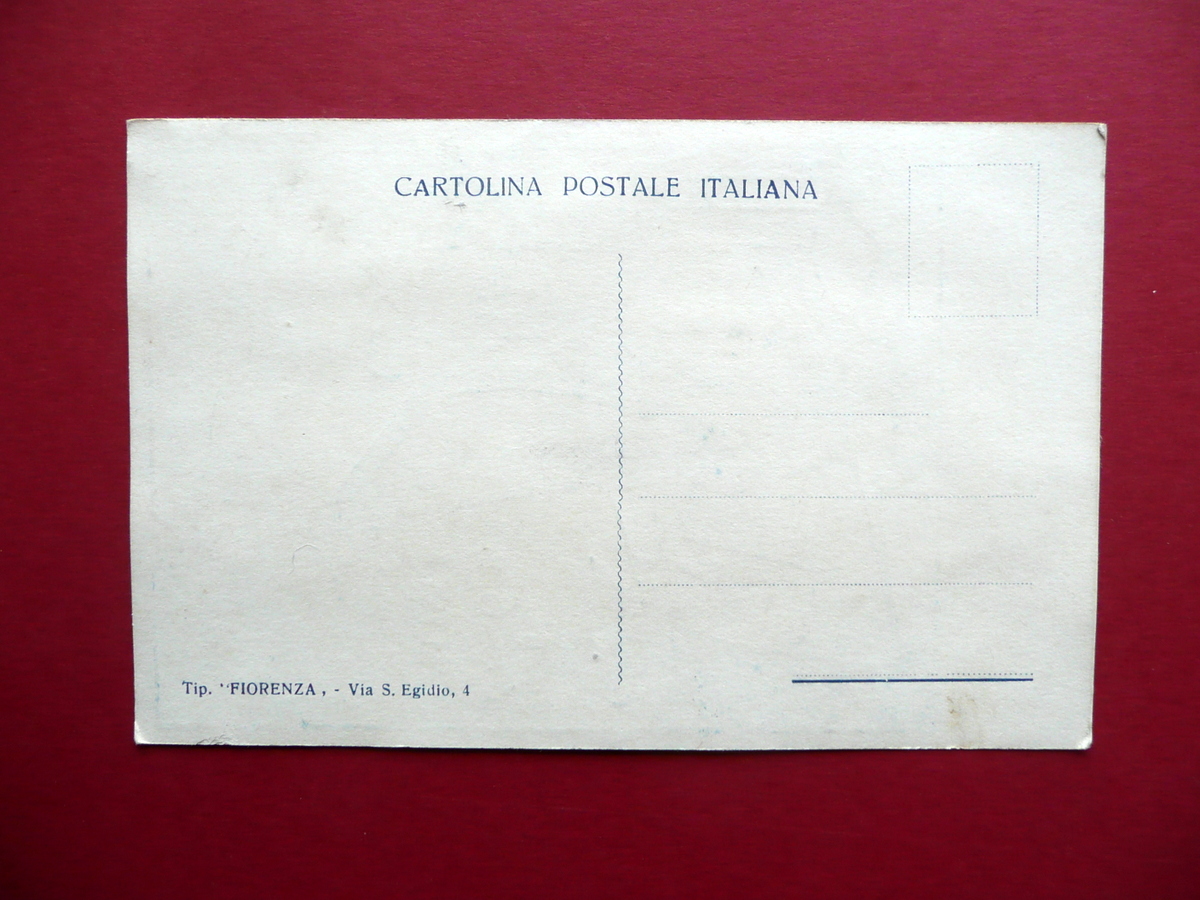 CARTOLINA POSTALE ITALIANA
Tip. "FIORENZA, - Via S. Egidio, 4